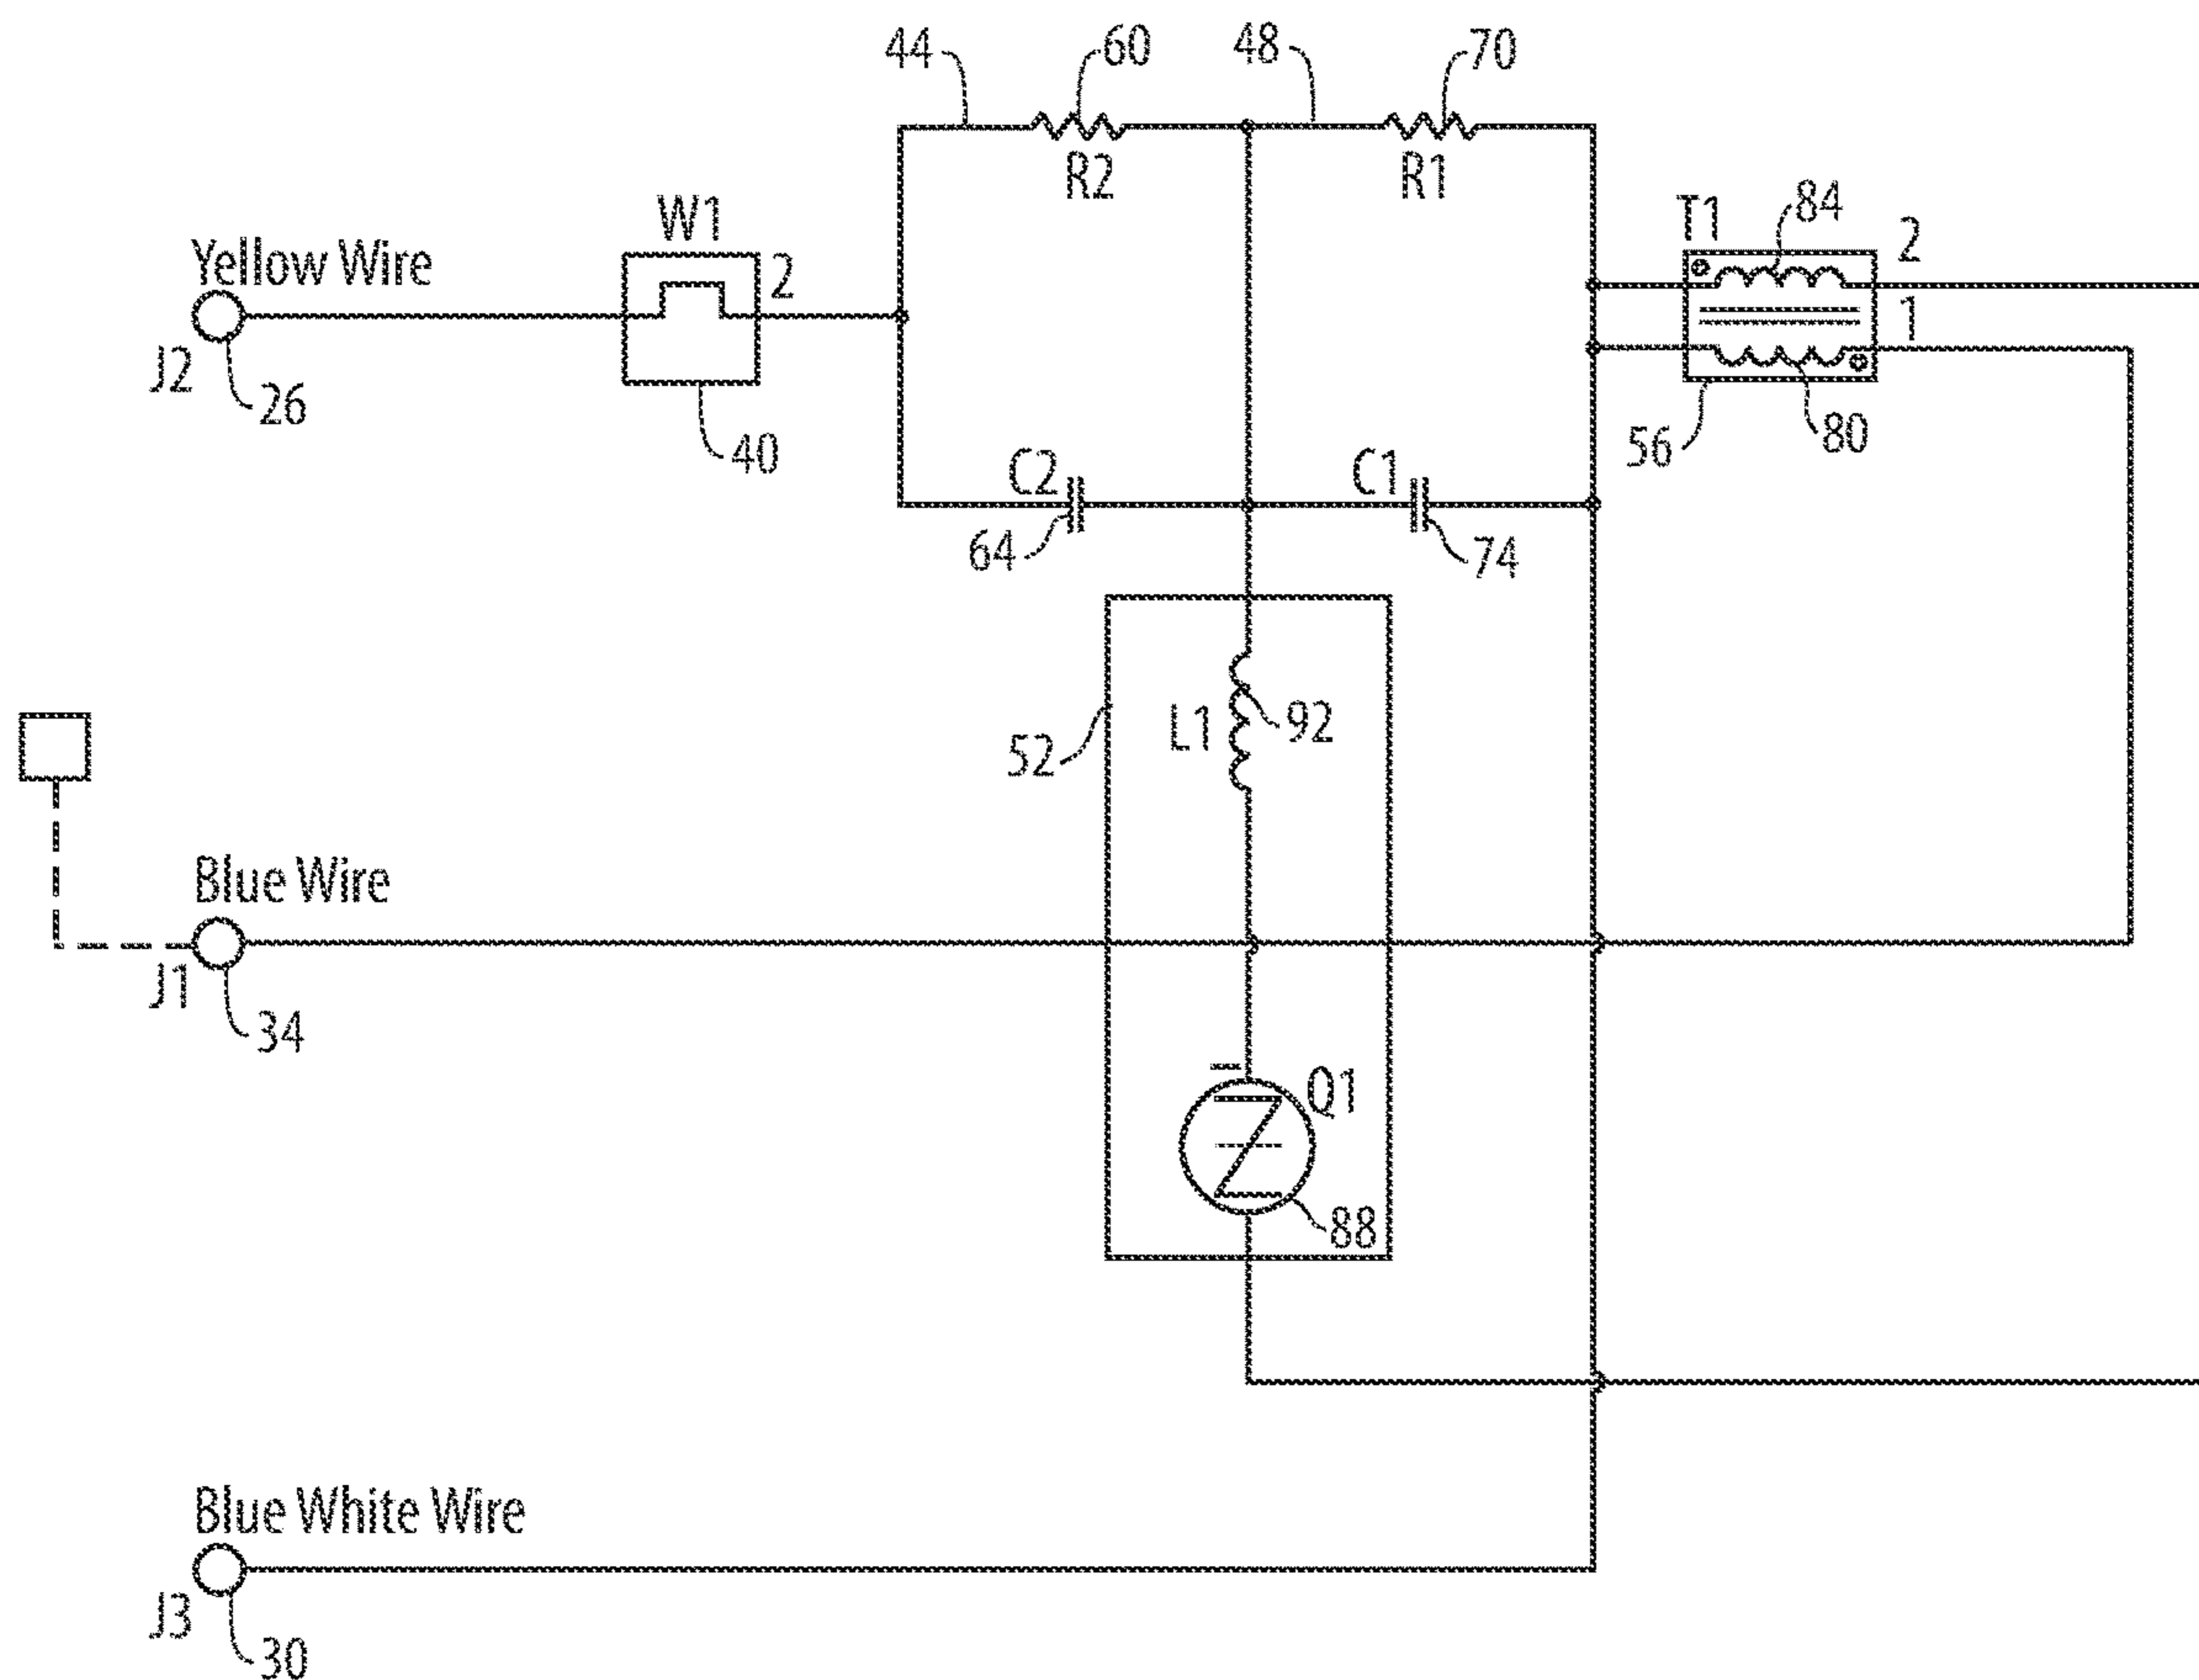 44
60
48
70
R2
R1
W1
T1
84
2
Yellow Wire
2
1
J2
26
40
56
80
C2
C1
64
74
L1
92
52
Blue Wire
J1
34
Q1
88
Blue White Wire
J3
30